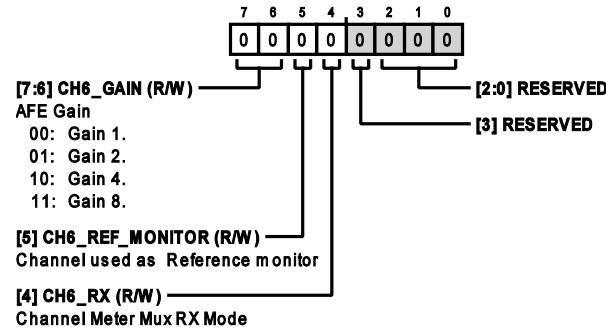 7 6 5 4 3 2 1 0
0 0 0 0 0 0 0 0
[7:6] CH6_GAIN (R/W)
AFE Gain
00: Gain 1.
01: Gain 2.
10: Gain 4.
11: Gain 8.
[5] CH6_REF_MONITOR (R/W)
Channel used as Reference monitor
[4] CH6_RX (R/W)
Channel Meter Mux RX Mode
[2:0] RESERVED
[3] RESERVED